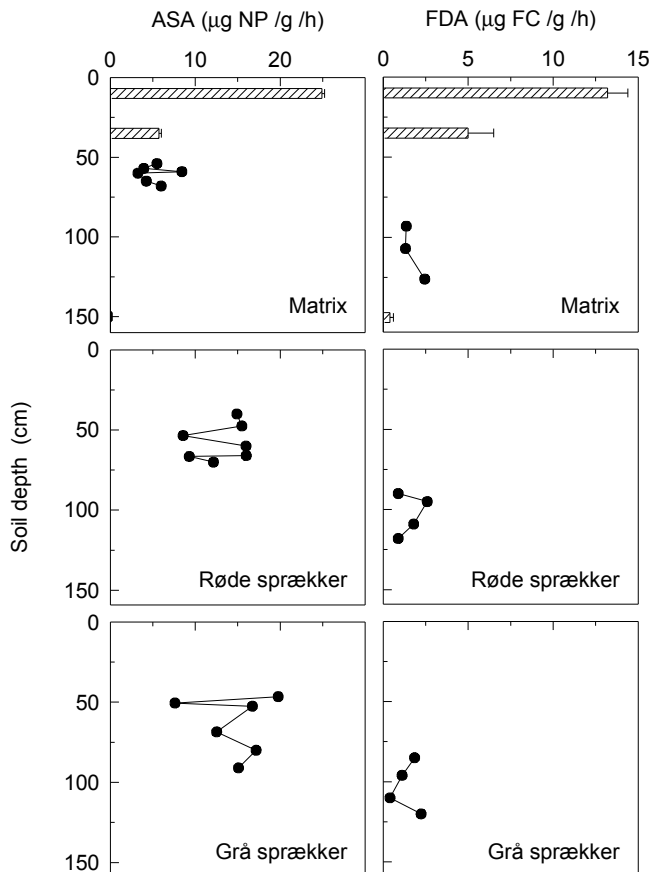 ASA (μg NP /g /h)
FDA (μg FC /g /h)
0 10 20
0 5 10 15
0
50
100
150
Matrix
Matrix
0
50
100
150
Røde sprækker
Røde sprækker
0
50
100
150
Grå sprækker
Grå sprækker
Soil depth (cm)